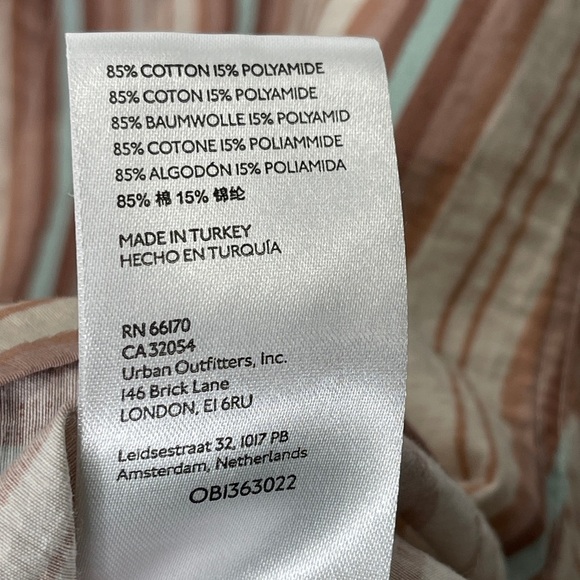 85% COTTON 15% POLYAMIDE
85% COTON 15% POLYAMIDE
85% BAUMWOLLE 15% POLYAMID
85% COTONE 15% POLIAMMIDE
85% ALGODÓN 15% POLIAMIDA
85% 棉 15% 锦纶
MADE IN TURKEY
HECHO EN TURQUÍA
RN 66170
CA 32054
Urban Outfitters, Inc.
146 Brick Lane
LONDON, E1 6RU
Leidsestraat 32, 1017 PB
Amsterdam, Netherlands
OB1363022